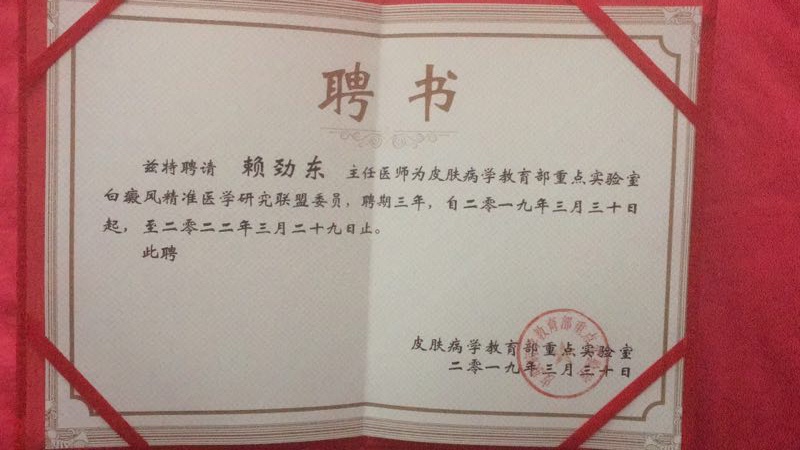 聘书
兹特聘请 赖劲东 主任医师为皮肤病学教育部重点实验室
白癜风精准医学研究联盟委员，聘期三年，自二零一九年三月三十日
起，至二零二二年三月二十九日止。
此聘
皮肤病学教育部重点实验室
二零一九年三月三十日